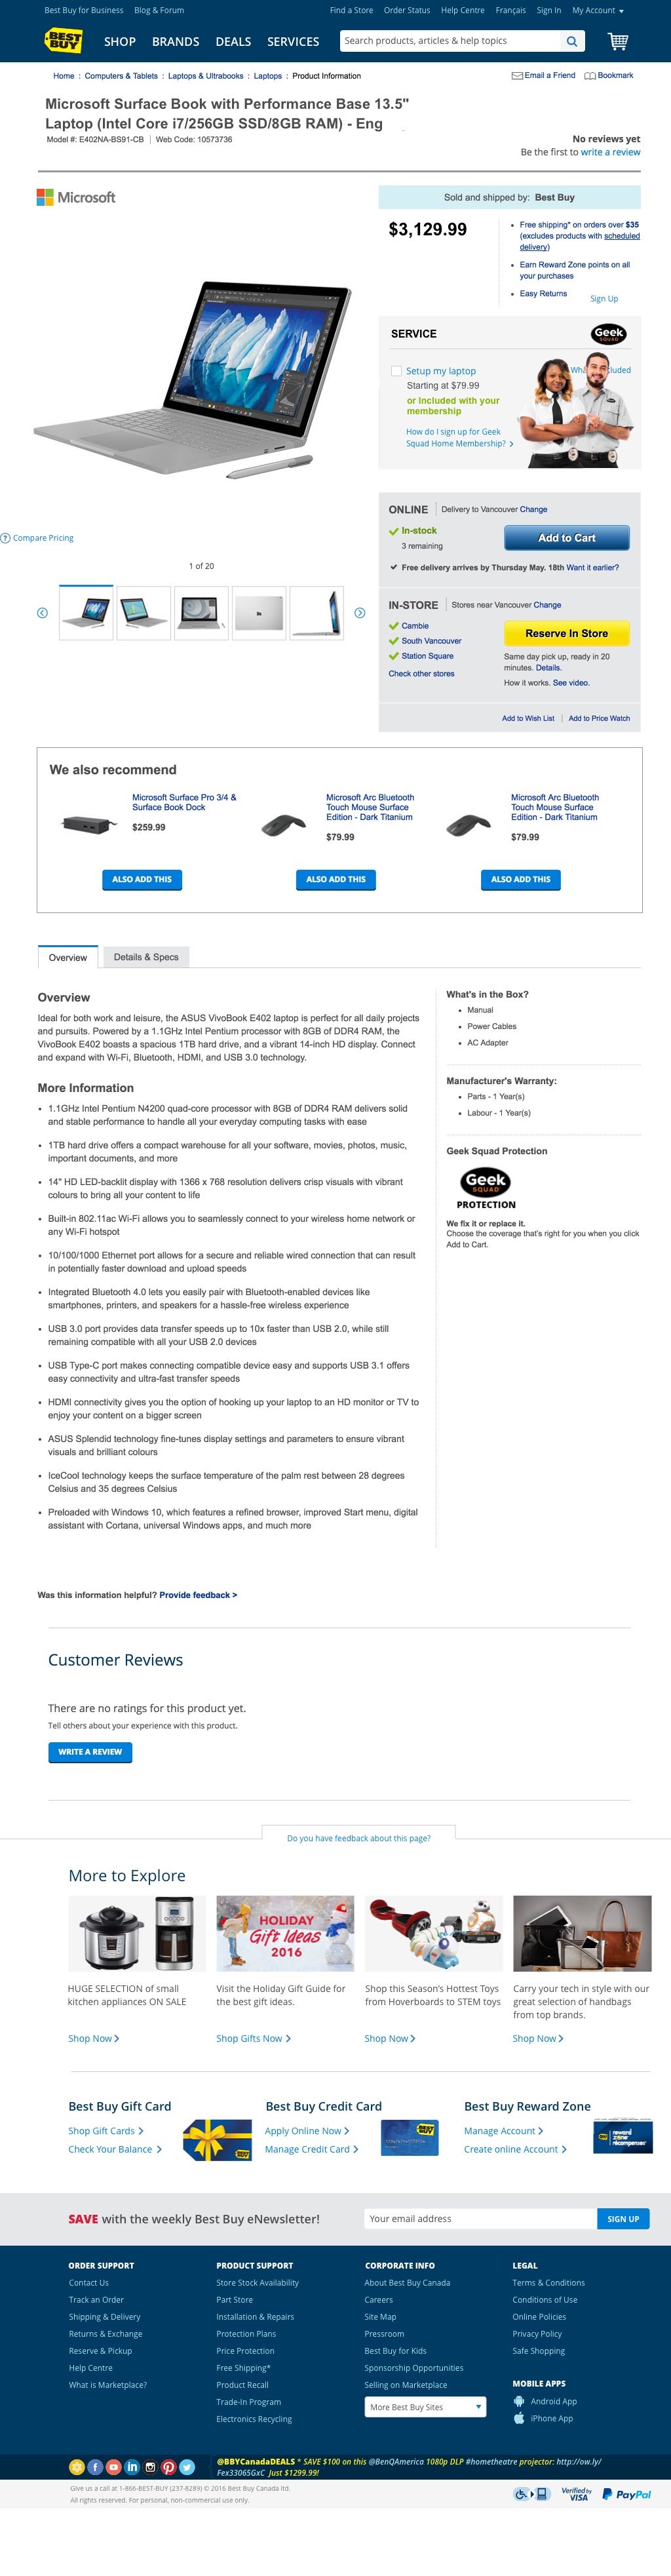 Best Buy for Business Blog & Forum Find a Store Order Status Help Centre Français Sign In My Account
BEST BUY SHOP BRANDS DEALS SERVICES Search products, articles & help topics
Home : Computers & Tablets : Laptops & Ultrabooks : Laptops : Product Information Email a Friend Bookmark
Microsoft Surface Book with Performance Base 13.5"
Laptop (Intel Core i7/256GB SSD/8GB RAM) - Eng
Model #: E402NA-BS91-CB | Web Code: 10573736
No reviews yet
Be the first to write a review
Microsoft
Sold and shipped by: Best Buy
$3,129.99
• Free shipping* on orders over $35
(excludes products with scheduled
delivery)
• Earn Reward Zone points on all
your purchases
• Easy Returns
Sign Up
SERVICE
Geek SQUAD
Setup my laptop
Starting at $79.99
or Included with your
membership
How do I sign up for Geek
Squad Home Membership?
ONLINE Delivery to Vancouver Change
In-stock
3 remaining
Add to Cart
Free delivery arrives by Thursday May. 18th Want it earlier?
Compare Pricing
1 of 20
IN-STORE Stores near Vancouver Change
Cambie
South Vancouver
Station Square
Check other stores
Reserve In Store
Same day pick up, ready in 20
minutes. Details.
How it works. See video.
Add to Wish List | Add to Price Watch
We also recommend
Microsoft Surface Pro 3/4 &
Surface Book Dock
$259.99
ALSO ADD THIS
Microsoft Arc Bluetooth
Touch Mouse Surface
Edition - Dark Titanium
$79.99
ALSO ADD THIS
Microsoft Arc Bluetooth
Touch Mouse Surface
Edition - Dark Titanium
$79.99
ALSO ADD THIS
Overview Details & Specs
Overview
Ideal for both work and leisure, the ASUS VivoBook E402 laptop is perfect for all daily projects
and pursuits. Powered by a 1.1GHz Intel Pentium processor with 8GB of DDR4 RAM, the
VivoBook E402 boasts a spacious 1TB hard drive, and a vibrant 14-inch HD display. Connect
and expand with Wi-Fi, Bluetooth, HDMI, and USB 3.0 technology.
More Information
• 1.1GHz Intel Pentium N4200 quad-core processor with 8GB of DDR4 RAM delivers solid
and stable performance to handle all your everyday computing tasks with ease
• 1TB hard drive offers a compact warehouse for all your software, movies, photos, music,
important documents, and more
• 14" HD LED-backlit display with 1366 x 768 resolution delivers crisp visuals with vibrant
colours to bring all your content to life
• Built-in 802.11ac Wi-Fi allows you to seamlessly connect to your wireless home network or
any Wi-Fi hotspot
• 10/100/1000 Ethernet port allows for a secure and reliable wired connection that can result
in potentially faster download and upload speeds
• Integrated Bluetooth 4.0 lets you easily pair with Bluetooth-enabled devices like
smartphones, printers, and speakers for a hassle-free wireless experience
• USB 3.0 port provides data transfer speeds up to 10x faster than USB 2.0, while still
remaining compatible with all your USB 2.0 devices
• USB Type-C port makes connecting compatible device easy and supports USB 3.1 offers
easy connectivity and ultra-fast transfer speeds
• HDMI connectivity gives you the option of hooking up your laptop to an HD monitor or TV to
enjoy your content on a bigger screen
• ASUS Splendid technology fine-tunes display settings and parameters to ensure vibrant
visuals and brilliant colours
• IceCool technology keeps the surface temperature of the palm rest between 28 degrees
Celsius and 35 degrees Celsius
• Preloaded with Windows 10, which features a refined browser, improved Start menu, digital
assistant with Cortana, universal Windows apps, and much more
What's in the Box?
• Manual
• Power Cables
• AC Adapter
Manufacturer's Warranty:
• Parts - 1 Year(s)
• Labour - 1 Year(s)
Geek Squad Protection
Geek SQUAD
PROTECTION
We fix it or replace it.
Choose the coverage that's right for you when you click
Add to Cart.
Was this information helpful? Provide feedback >
Customer Reviews
There are no ratings for this product yet.
Tell others about your experience with this product.
WRITE A REVIEW
Do you have feedback about this page?
More to Explore
HOLIDAY
Gift Ideas
2016
HUGE SELECTION of small
kitchen appliances ON SALE
Shop Now
Visit the Holiday Gift Guide for
the best gift ideas.
Shop Gifts Now
Shop this Season's Hottest Toys
from Hoverboards to STEM toys
Shop Now
Carry your tech in style with our
great selection of handbags
from top brands.
Shop Now
Best Buy Gift Card
Shop Gift Cards
Check Your Balance
Best Buy Credit Card
Apply Online Now
Manage Credit Card
Best Buy Reward Zone
Manage Account
Create online Account
SAVE with the weekly Best Buy eNewsletter! Your email address SIGN UP
ORDER SUPPORT
Contact Us
Track an Order
Shipping & Delivery
Returns & Exchange
Reserve & Pickup
Help Centre
What is Marketplace?
PRODUCT SUPPORT
Store Stock Availability
Part Store
Installation & Repairs
Protection Plans
Price Protection
Free Shipping*
Product Recall
Trade-In Program
Electronics Recycling
CORPORATE INFO
About Best Buy Canada
Careers
Site Map
Pressroom
Best Buy for Kids
Sponsorship Opportunities
Selling on Marketplace
More Best Buy Sites
LEGAL
Terms & Conditions
Conditions of Use
Online Policies
Privacy Policy
Safe Shopping
MOBILE APPS
Android App
iPhone App
@BBYCanadaDEALS * SAVE $100 on this @BenQAmerica 1080p DLP #hometheatre projector: http://ow.ly/
Fex33065GxC Just $1299.99!
Give us a call at 1-866-BEST-BUY (237-8289) © 2016 Best Buy Canada ltd.
All rights reserved. For personal, non-commercial use only.
Verified by
VISA
PayPal